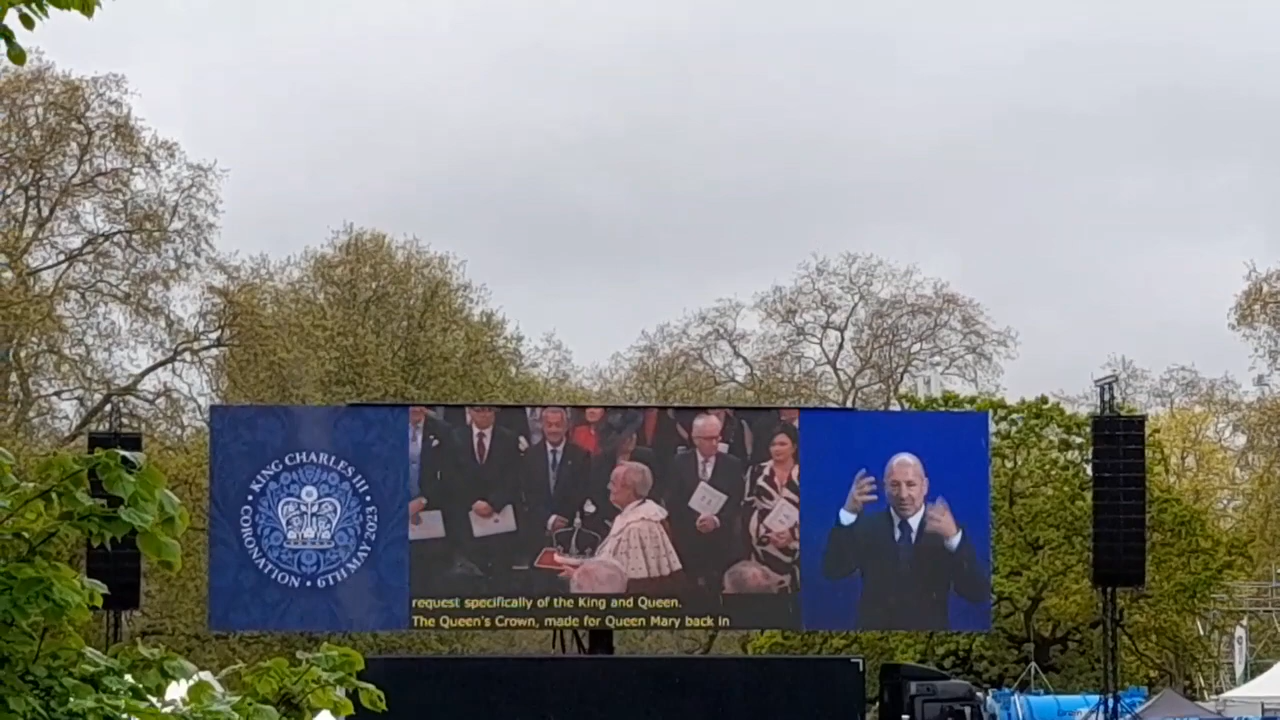 KING CHARLES III
CORONATION • 6TH MAY 2023
request specifically of the King and Queen.
The Queen's Crown, made for Queen Mary back in